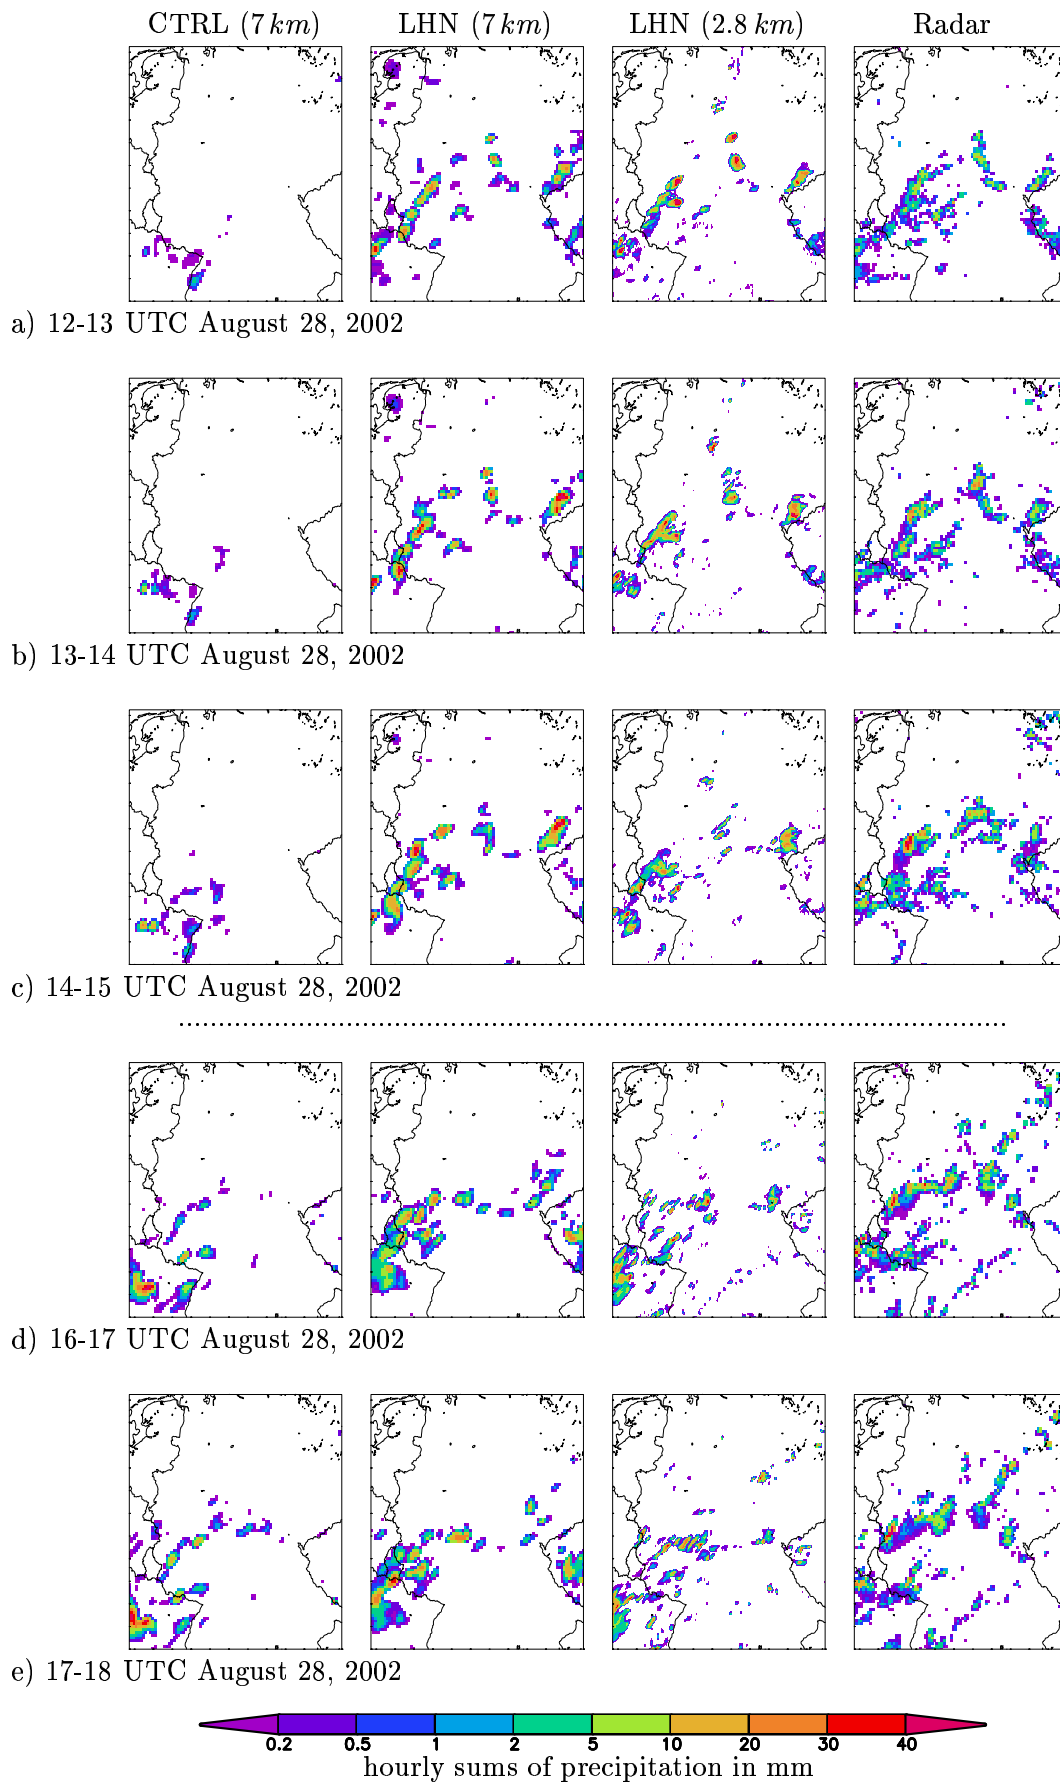 CTRL (7 km) LHN (7 km) LHN (2.8 km) Radar
a) 12-13 UTC August 28, 2002
b) 13-14 UTC August 28, 2002
c) 14-15 UTC August 28, 2002
d) 16-17 UTC August 28, 2002
e) 17-18 UTC August 28, 2002
0.2 0.5 1 2 5 10 20 30 40
hourly sums of precipitation in mm